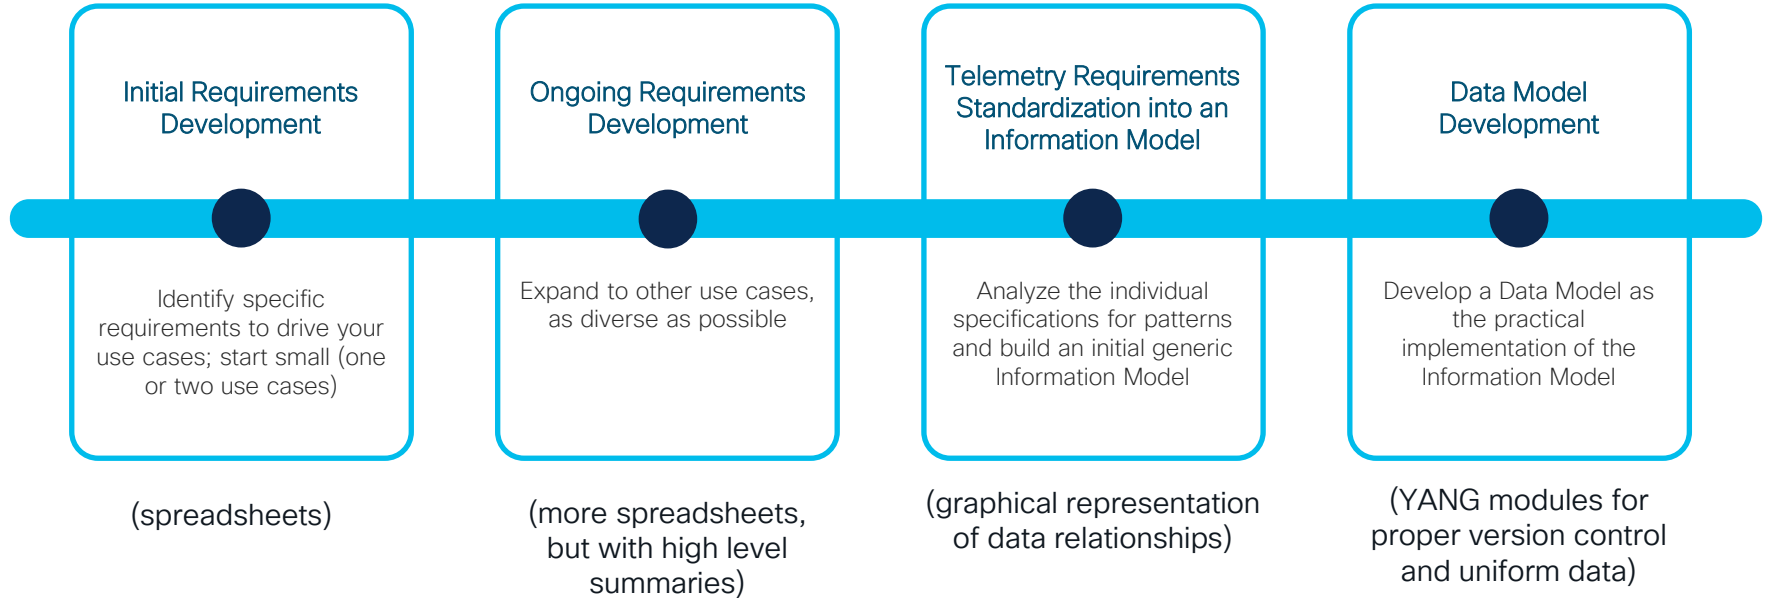 Initial Requirements
Development
Identify specific
requirements to drive your
use cases; start small (one
or two use cases)
(spreadsheets)
Ongoing Requirements
Development
Expand to other use cases,
as diverse as possible
(more spreadsheets,
but with high level
summaries)
Telemetry Requirements
Standardization into an
Information Model
Analyze the individual
specifications for patterns
and build an initial generic
Information Model
(graphical representation
of data relationships)
Data Model
Development
Develop a Data Model as
the practical
implementation of the
Information Model
(YANG modules for
proper version control
and uniform data)